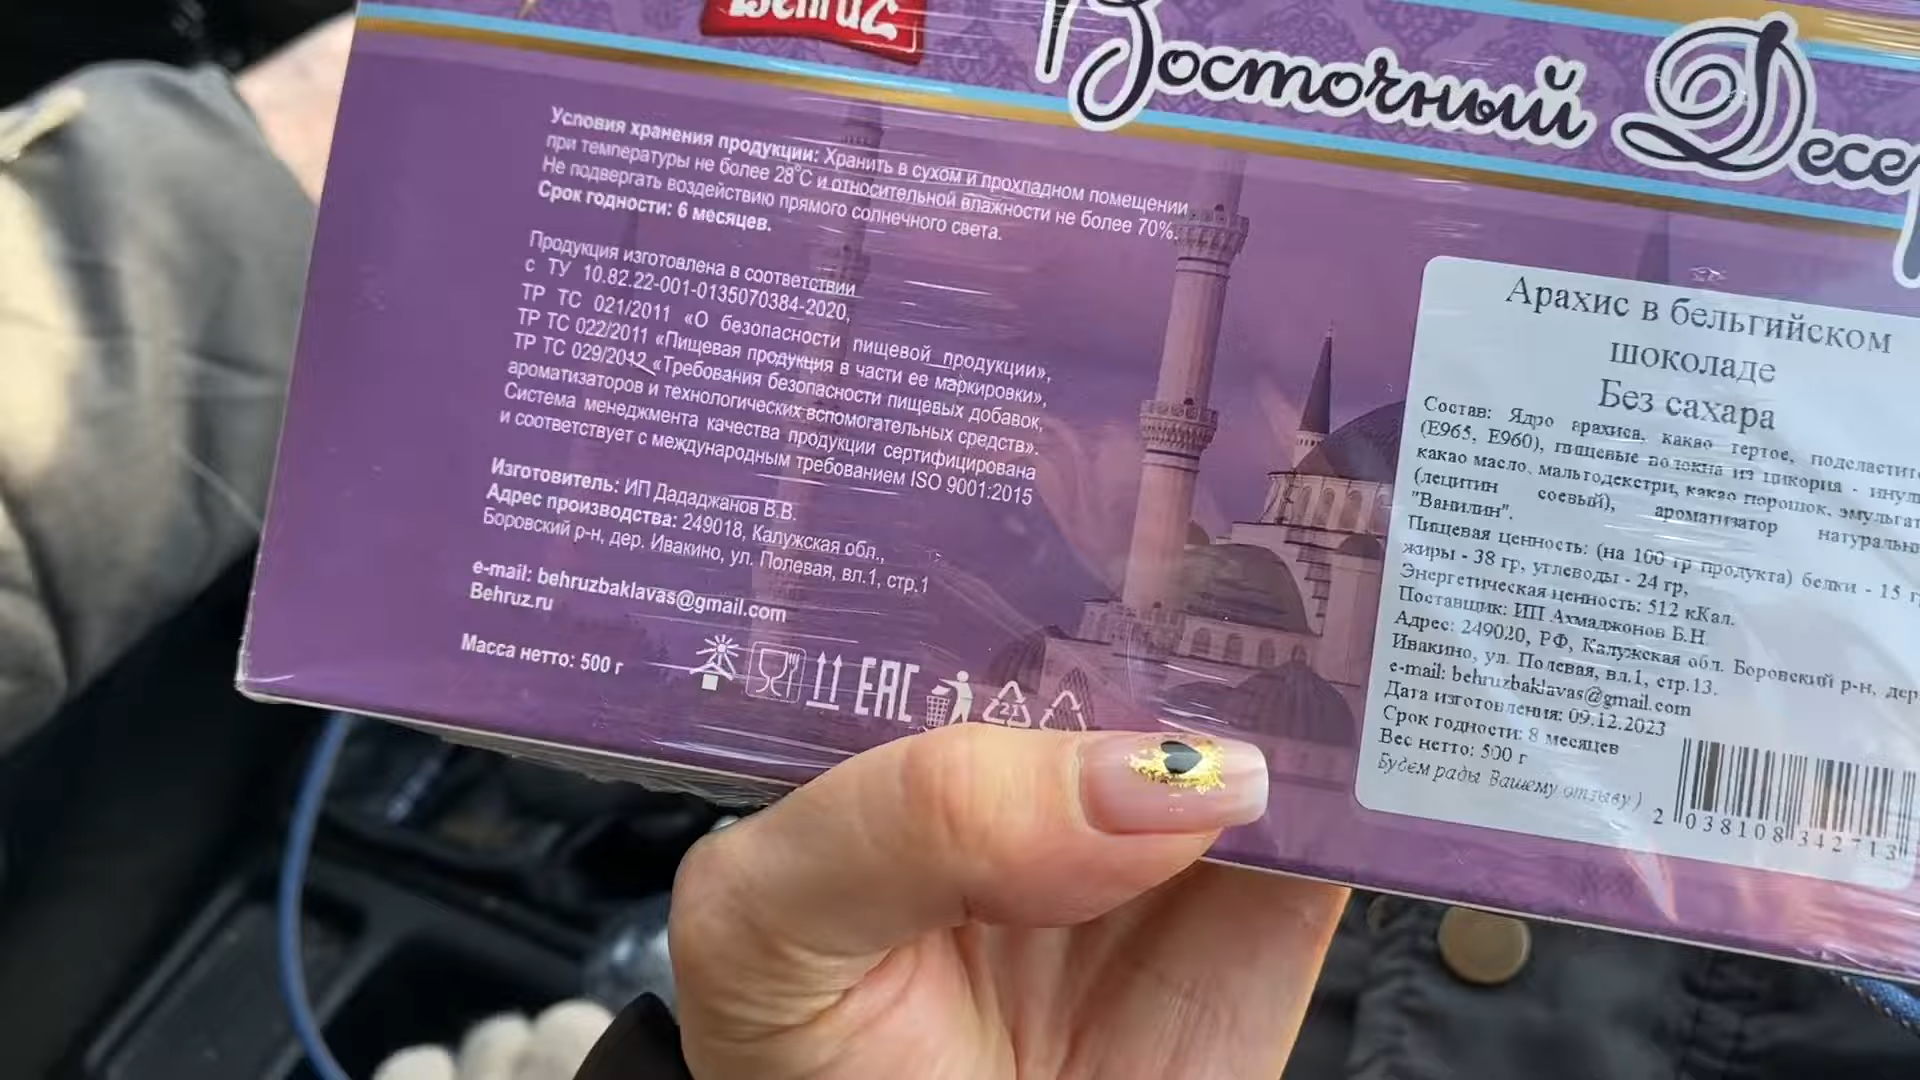 Behruz
Восточный Десер
Условия хранения продукции: Хранить в сухом и прохладном помещении
при температуры не более 28°С и относительной влажности не более 70%.
Не подвергать воздействию прямого солнечного света.
Срок годности: 6 месяцев.
Продукция изготовлена в соответствии
с ТУ 10.82.22-001-0135070384-2020,
ТР ТС 021/2011 «О безопасности пищевой продукции»,
ТР ТС 022/2011 «Пищевая продукция в части ее маркировки»,
ТР ТС 029/2012 «Требования безопасности пищевых добавок,
ароматизаторов и технологических вспомогательных средств».
Система менеджмента качества продукции сертифицирована
и соответствует с международным требованием ISO 9001:2015
Изготовитель: ИП Дададжанов В.В.
Адрес производства: 249018, Калужская обл.,
Боровский р-н, дер. Ивакино, ул. Полевая, вл.1, стр.1
e-mail: behruzbaklavas@gmail.com
Behruz.ru
Масса нетто: 500 г
EAC
21
Арахис в бельгийском
шоколаде
Без сахара
Состав: Ядро арахиса, какао тертое, подсластите
(Е965, Е960), пищевые волокна из цикория - инул
какао масло, мальтодекстри, какао порошок, эмульгат
(лецитин соевый), ароматизатор натуральн
"Ванилин".
Пищевая ценность: (на 100 гр продукта) белки - 15 г
жиры - 38 гр, углеводы - 24 гр,
Энергетическая ценность: 512 кКал.
Поставщик: ИП Ахмаджонов Б.Н.
Адрес: 249020, РФ, Калужская обл. Боровский р-н, дер
Ивакино, ул. Полевая, вл.1, стр.13.
e-mail: behruzbaklavas@gmail.com
Дата изготовления: 09.12.2023
Срок годности: 8 месяцев
Вес нетто: 500 г
Будем рады Вашему отзыву )
2 038108 342713